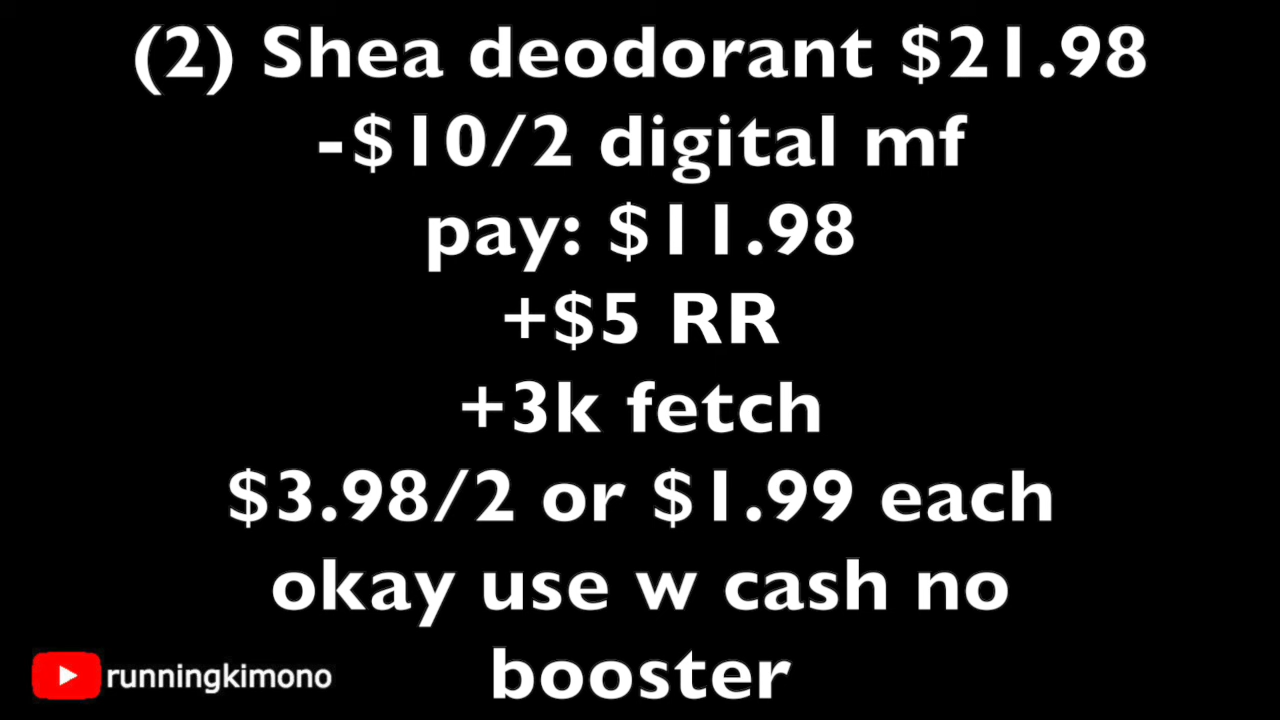 (2) Shea deodorant $21.98
-$10/2 digital mf
pay: $11.98
+$5 RR
+3k fetch
$3.98/2 or $1.99 each
okay use w cash no
booster
runningkimono